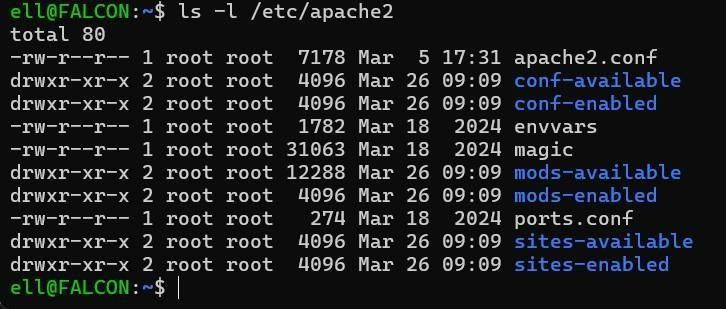 ell@FALCON:~$ ls -l /etc/apache2
total 80
-rw-r--r-- 1 root root  7178 Mar  5 17:31 apache2.conf
drwxr-xr-x 2 root root  4096 Mar 26 09:09 conf-available
drwxr-xr-x 2 root root  4096 Mar 26 09:09 conf-enabled
-rw-r--r-- 1 root root  1782 Mar 18  2024 envvars
-rw-r--r-- 1 root root 31063 Mar 18  2024 magic
drwxr-xr-x 2 root root 12288 Mar 26 09:09 mods-available
drwxr-xr-x 2 root root  4096 Mar 26 09:09 mods-enabled
-rw-r--r-- 1 root root   274 Mar 18  2024 ports.conf
drwxr-xr-x 2 root root  4096 Mar 26 09:09 sites-available
drwxr-xr-x 2 root root  4096 Mar 26 09:09 sites-enabled
ell@FALCON:~$